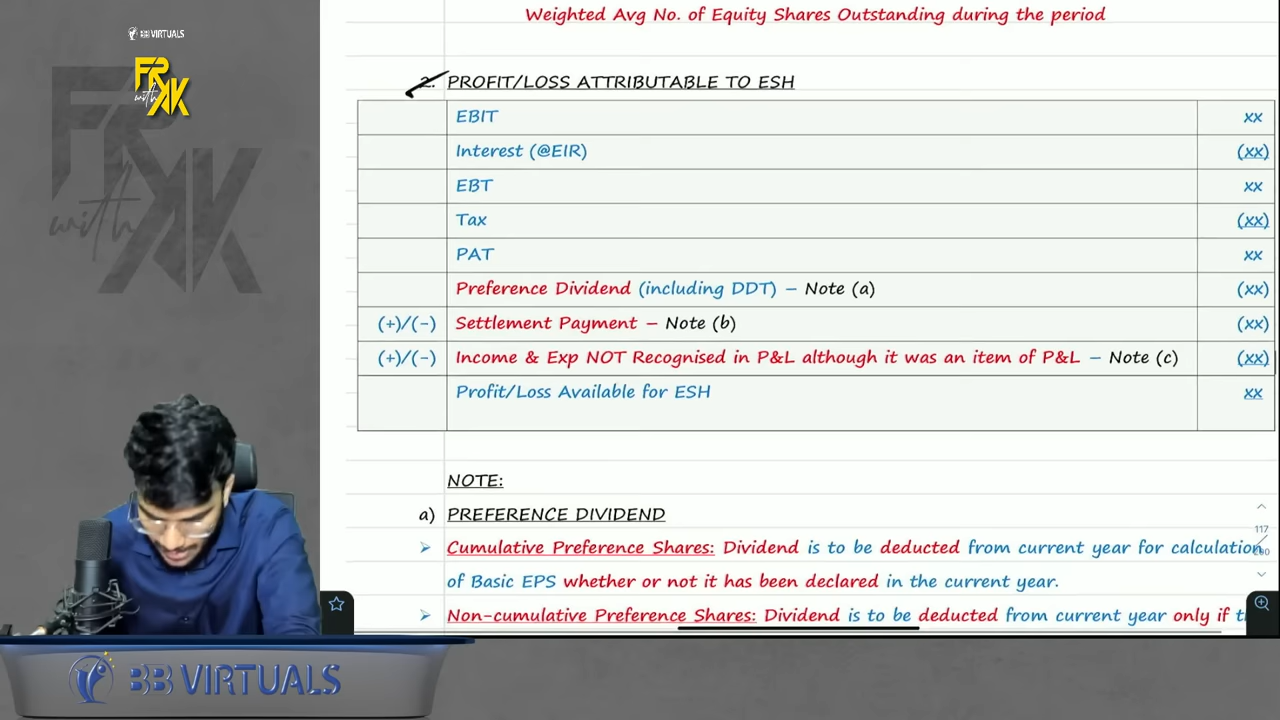 Weighted Avg No. of Equity Shares Outstanding during the period
BB VIRTUALS
FR
with AK
FR
with AK
2. PROFIT/LOSS ATTRIBUTABLE TO ESH
EBIT xx
Interest (@EIR) (xx)
EBT xx
Tax (xx)
PAT xx
Preference Dividend (including DDT) – Note (a) (xx)
(+)/(-) Settlement Payment – Note (b) (xx)
(+)/(-) Income & Exp NOT Recognised in P&L although it was an item of P&L – Note (c) (xx)
Profit/Loss Available for ESH xx
NOTE:
a) PREFERENCE DIVIDEND
117
➢ Cumulative Preference Shares: Dividend is to be deducted from current year for calculation
of Basic EPS whether or not it has been declared in the current year.
➢ Non-cumulative Preference Shares: Dividend is to be deducted from current year only if
BB VIRTUALS